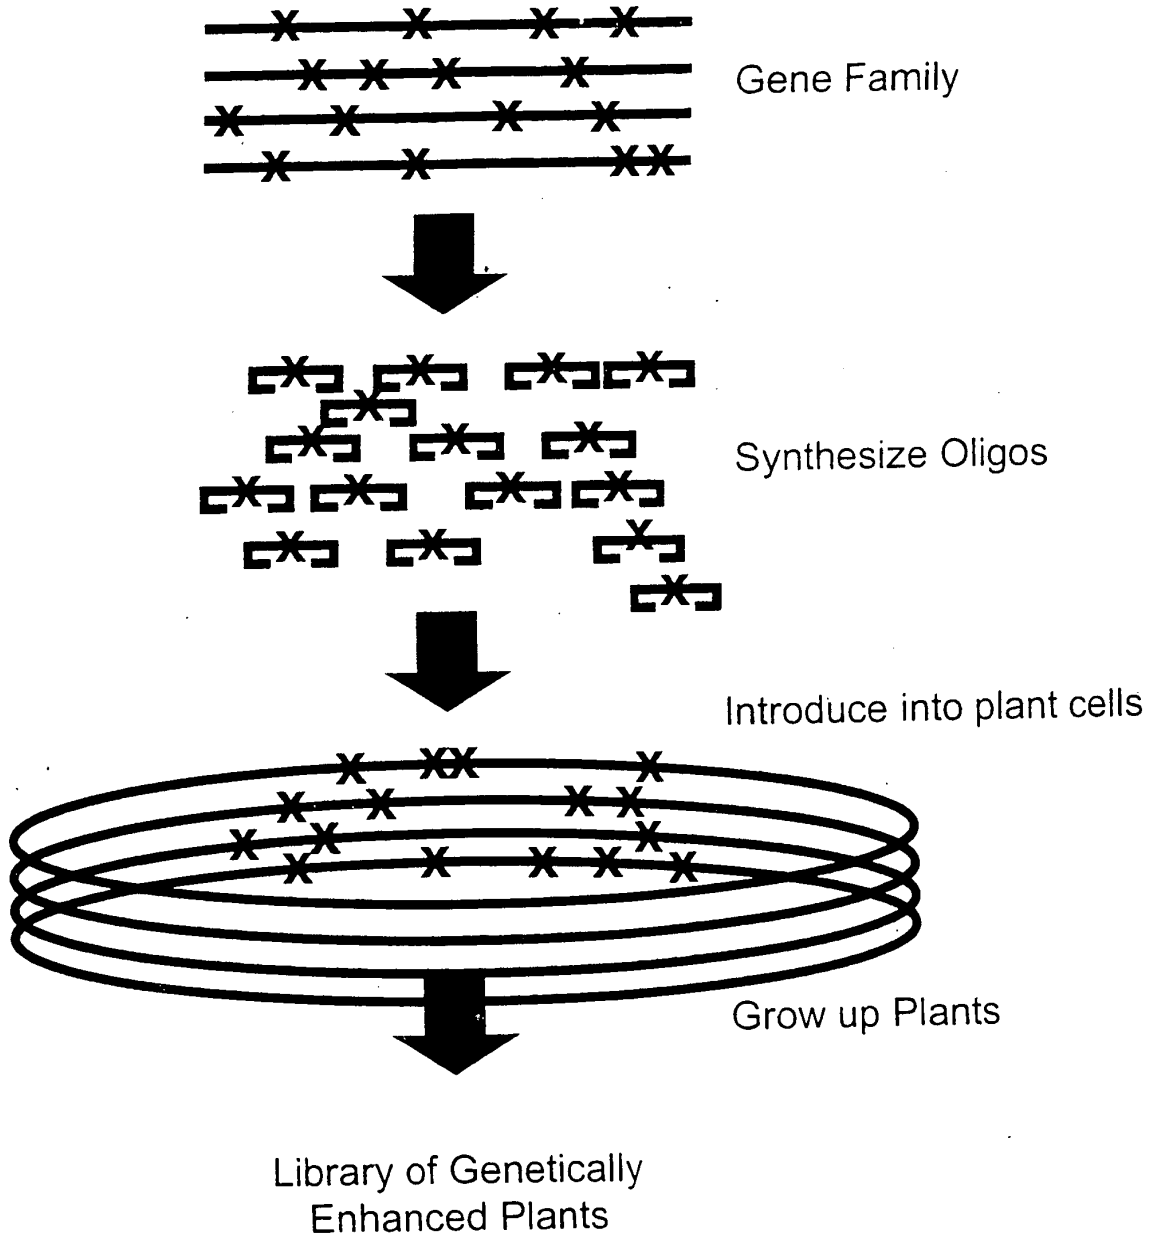 Gene Family
Synthesize Oligos
Introduce into plant cells
Grow up Plants
Library of Genetically
Enhanced Plants